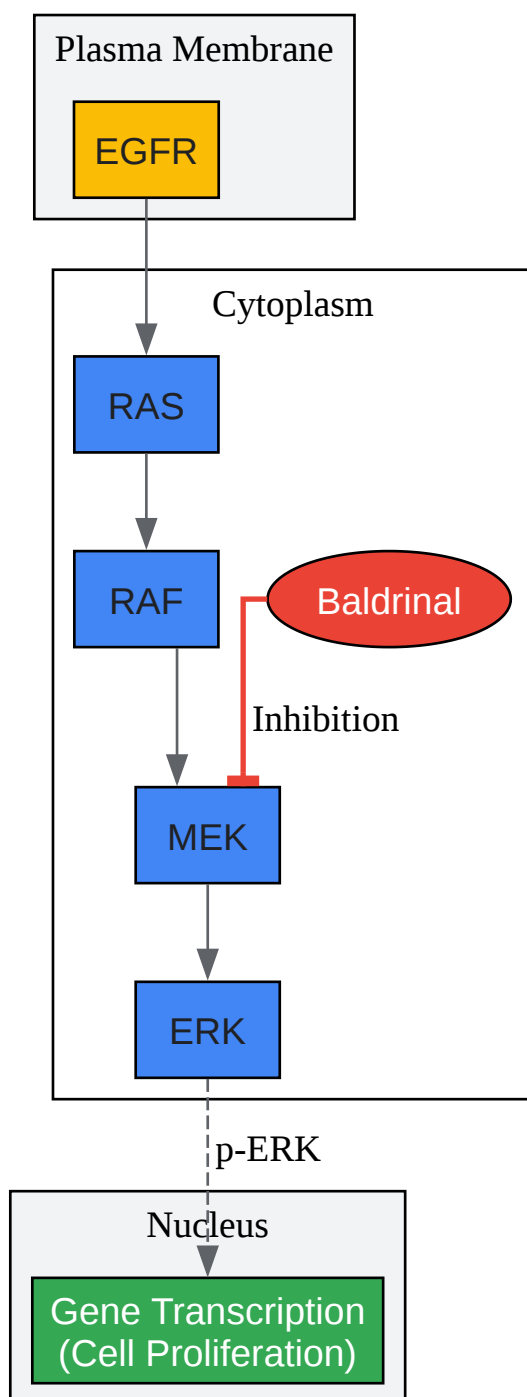 Plasma Membrane
EGFR
Cytoplasm
RAS
RAF
Baldrinal
Inhibition
MEK
ERK
p-ERK
Nucleus
Gene Transcription
(Cell Proliferation)